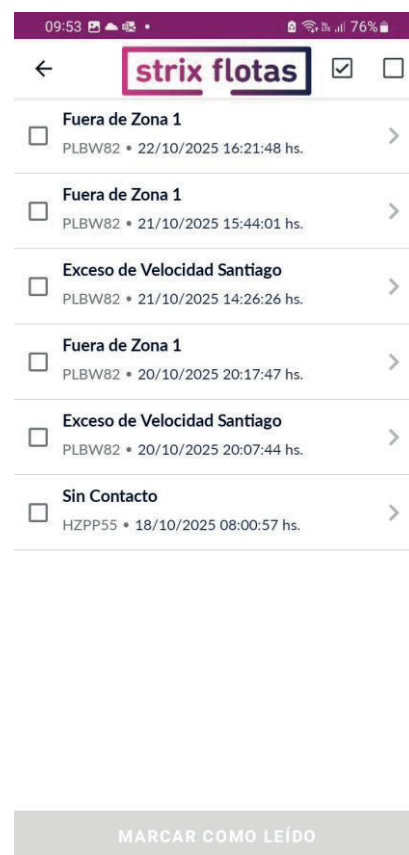 09:53 76%
strix flotas
Fuera de Zona 1
PLBW82 • 22/10/2025 16:21:48 hs.
Fuera de Zona 1
PLBW82 • 21/10/2025 15:44:01 hs.
Exceso de Velocidad Santiago
PLBW82 • 21/10/2025 14:26:26 hs.
Fuera de Zona 1
PLBW82 • 20/10/2025 20:17:47 hs.
Exceso de Velocidad Santiago
PLBW82 • 20/10/2025 20:07:44 hs.
Sin Contacto
HZPP55 • 18/10/2025 08:00:57 hs.
MARCAR COMO LEÍDO